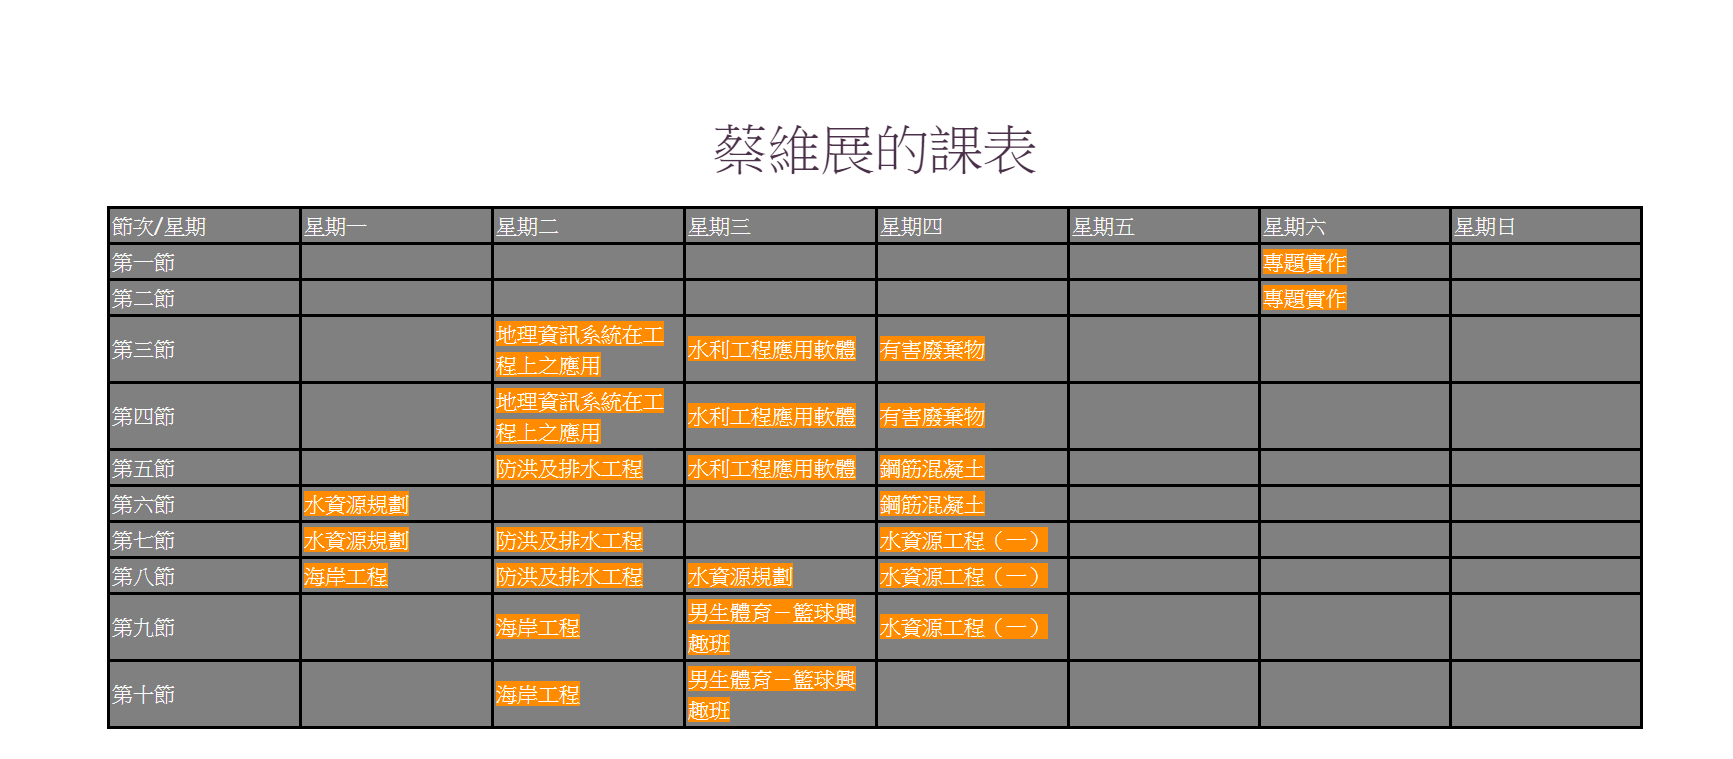 蔡維展的課表
節次/星期 星期一 星期二 星期三 星期四 星期五 星期六 星期日
第一節 專題實作
第二節 專題實作
第三節 地理資訊系統在工程上之應用 水利工程應用軟體 有害廢棄物
第四節 地理資訊系統在工程上之應用 水利工程應用軟體 有害廢棄物
第五節 防洪及排水工程 水利工程應用軟體 鋼筋混凝土
第六節 水資源規劃 鋼筋混凝土
第七節 水資源規劃 防洪及排水工程 水資源工程（一）
第八節 海岸工程 防洪及排水工程 水資源規劃 水資源工程（一）
第九節 海岸工程 男生體育－籃球興趣班 水資源工程（一）
第十節 海岸工程 男生體育－籃球興趣班